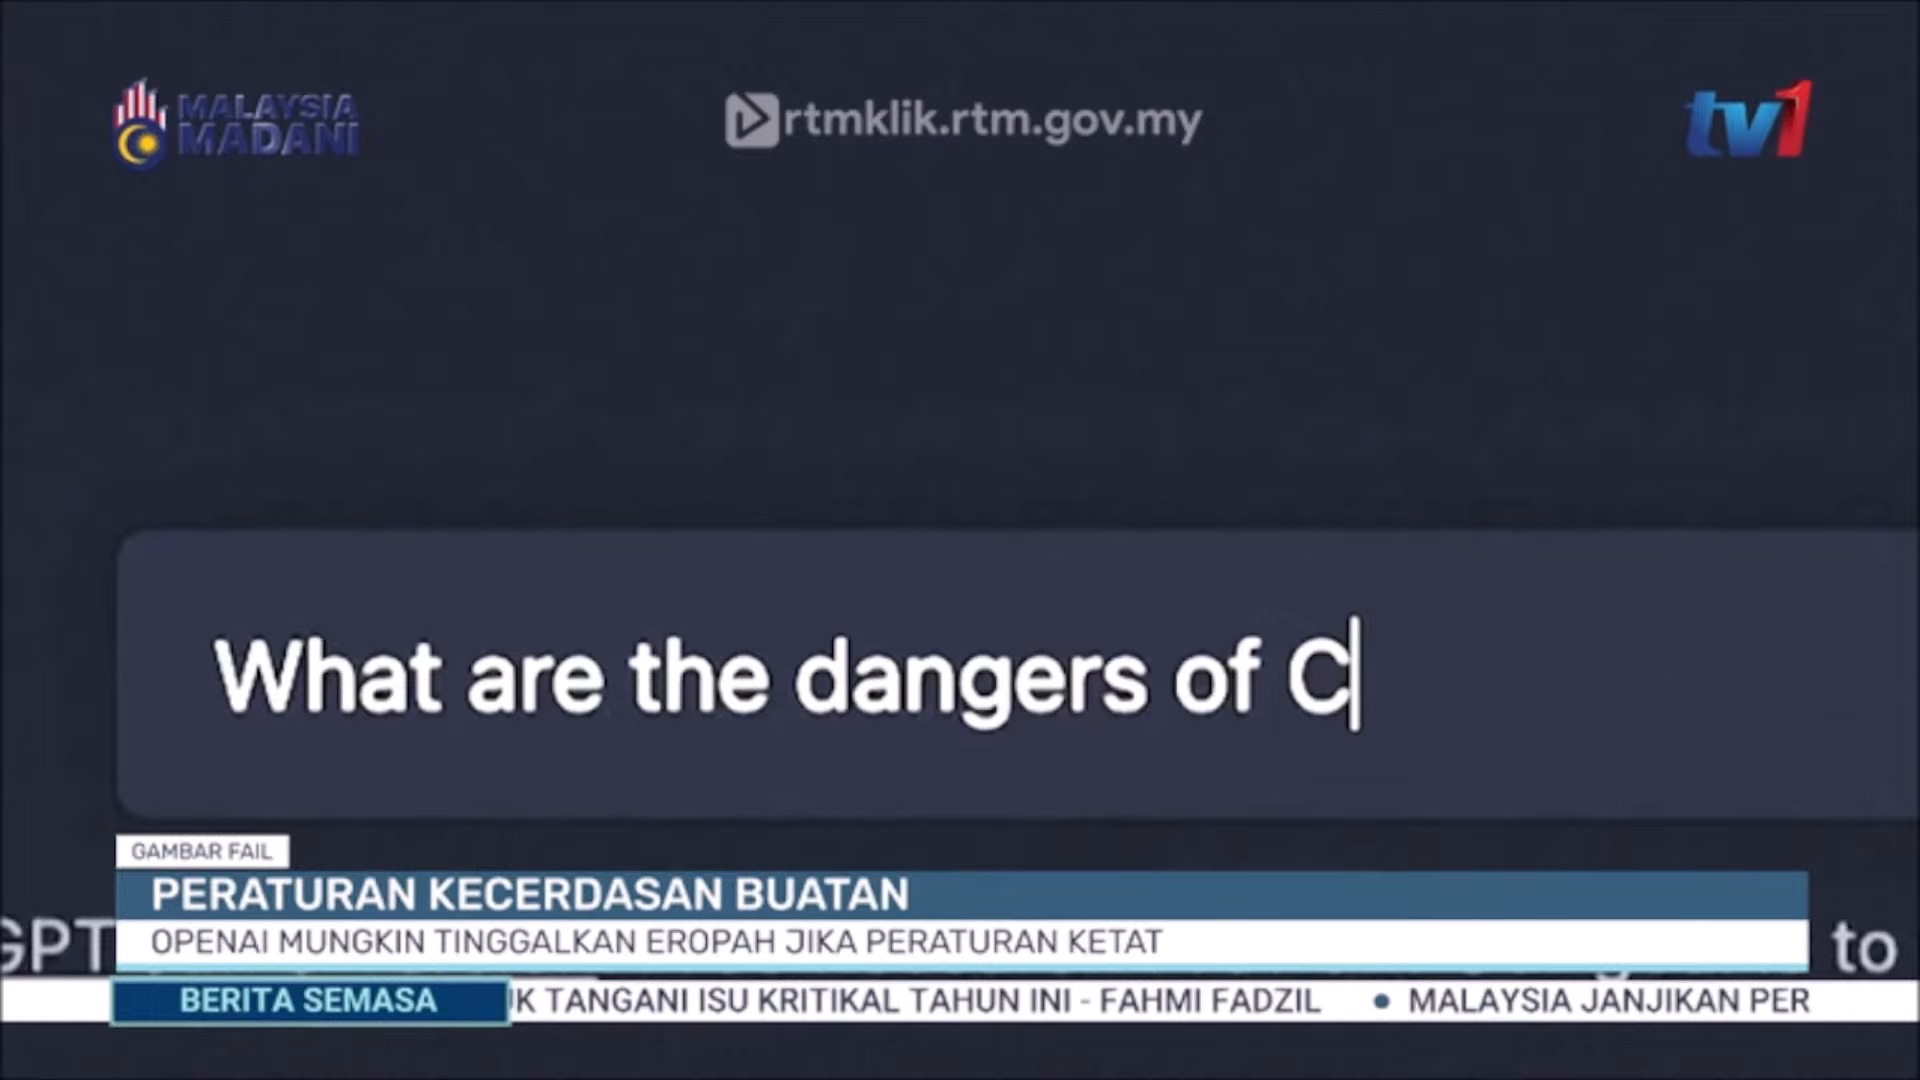 MALAYSIA
MADANI
rtmklik.rtm.gov.my
tv1
What are the dangers of C
GAMBAR FAIL
PERATURAN KECERDASAN BUATAN
OPENAI MUNGKIN TINGGALKAN EROPAH JIKA PERATURAN KETAT
GPT
to
BERITA SEMASA
TANGANI ISU KRITIKAL TAHUN INI - FAHMI FADZIL • MALAYSIA JANJIKAN PER